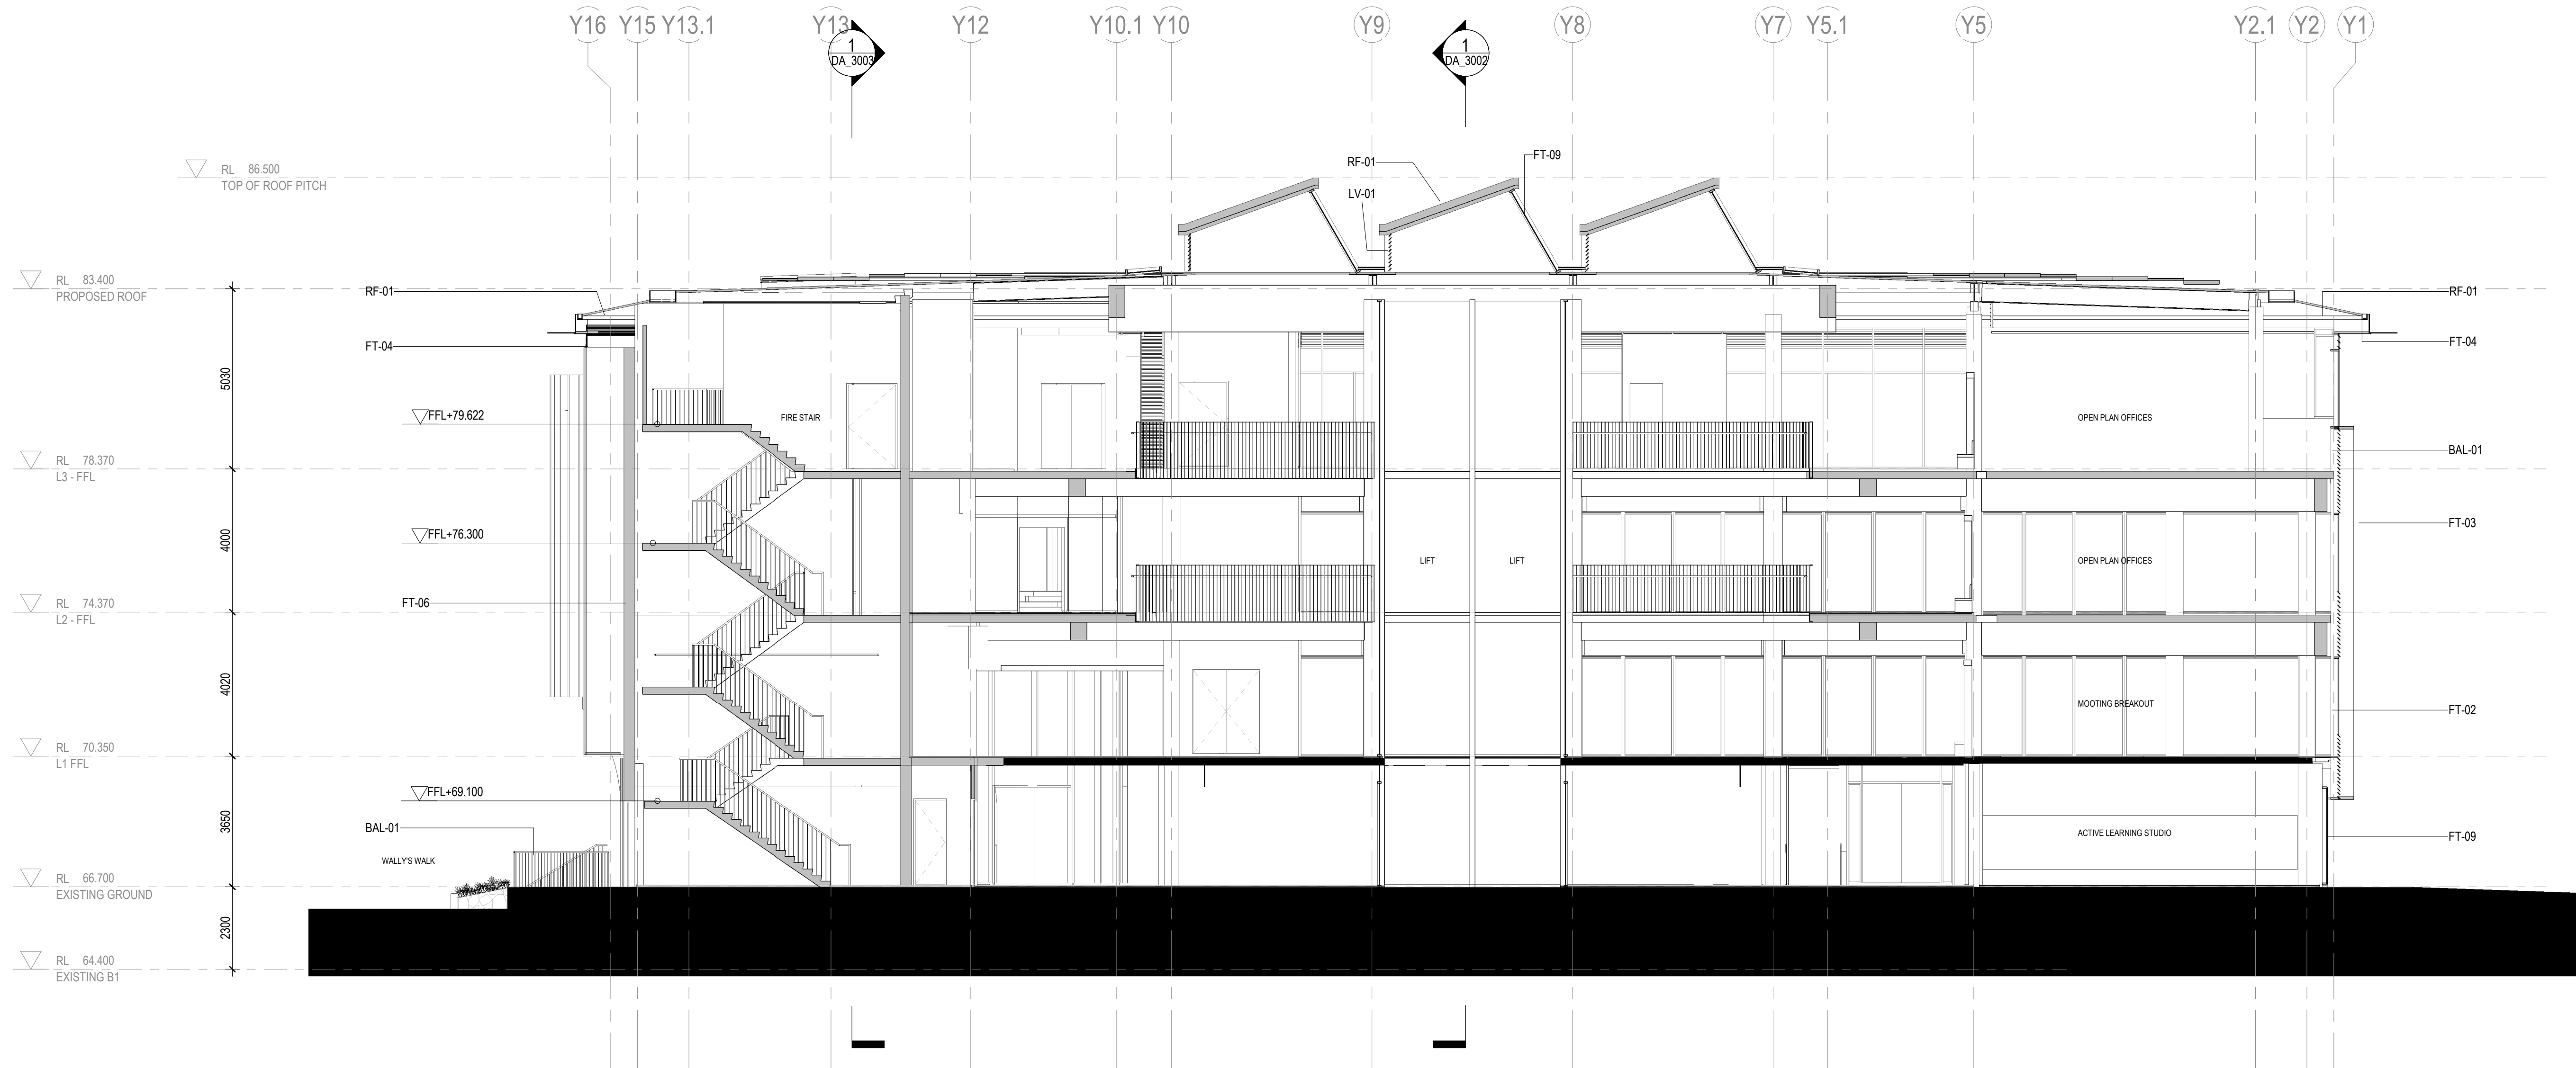 Y16
Y15
Y13.1
Y13
Y12
Y10.1
Y10
Y9
Y8
Y7
Y5.1
Y5
Y2.1
Y2
Y1
1
DA_3003
1
DA_3002
RL 86.500
TOP OF ROOF PITCH
RF-01
FT-09
LV-01
RL 83.400
PROPOSED ROOF
RF-01
RF-01
FT-04
FT-04
5030
FFL+79.622
FIRE STAIR
OPEN PLAN OFFICES
BAL-01
RL 78.370
L3 - FFL
FT-03
FFL+76.300
4000
LIFT
LIFT
OPEN PLAN OFFICES
RL 74.370
L2 - FFL
FT-06
4020
MOOTING BREAKOUT
FT-02
RL 70.350
L1 FFL
FFL+69.100
3650
BAL-01
ACTIVE LEARNING STUDIO
FT-09
WALLY'S WALK
RL 66.700
EXISTING GROUND
2300
RL 64.400
EXISTING B1